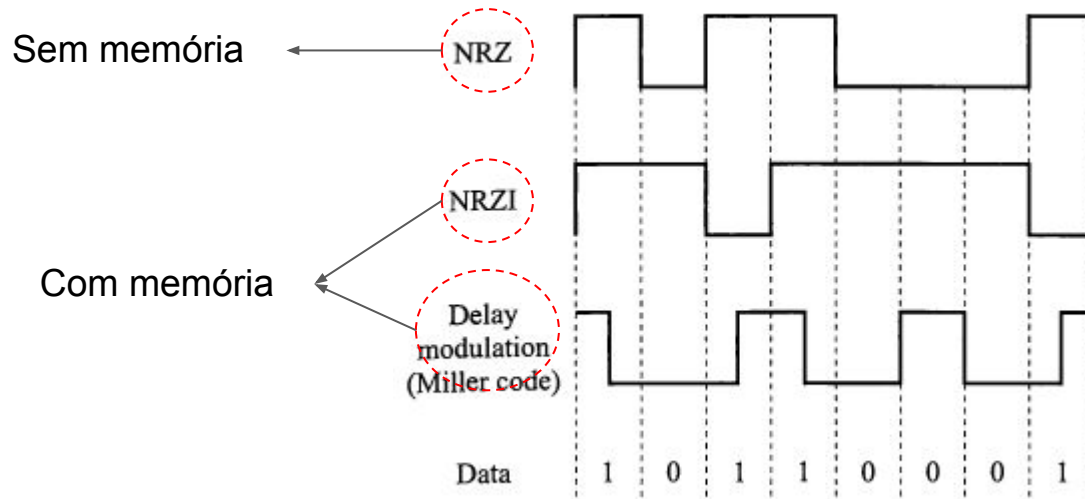 Sem memória
NRZ
NRZI
Com memória
Delay
modulation
(Miller code)
Data 1 0 1 1 0 0 0 1